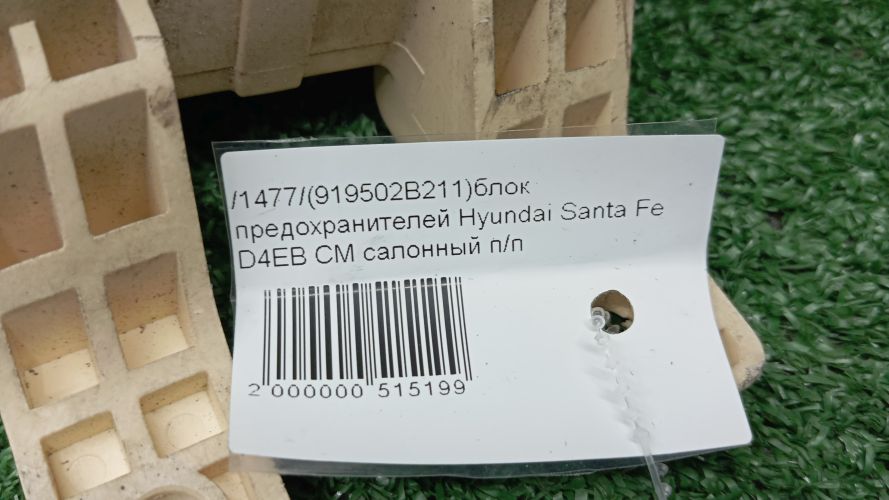 /1477/(919502B211)блок
предохранителей Hyundai Santa Fe
D4EB CM салонный п/п
2 000000 515199